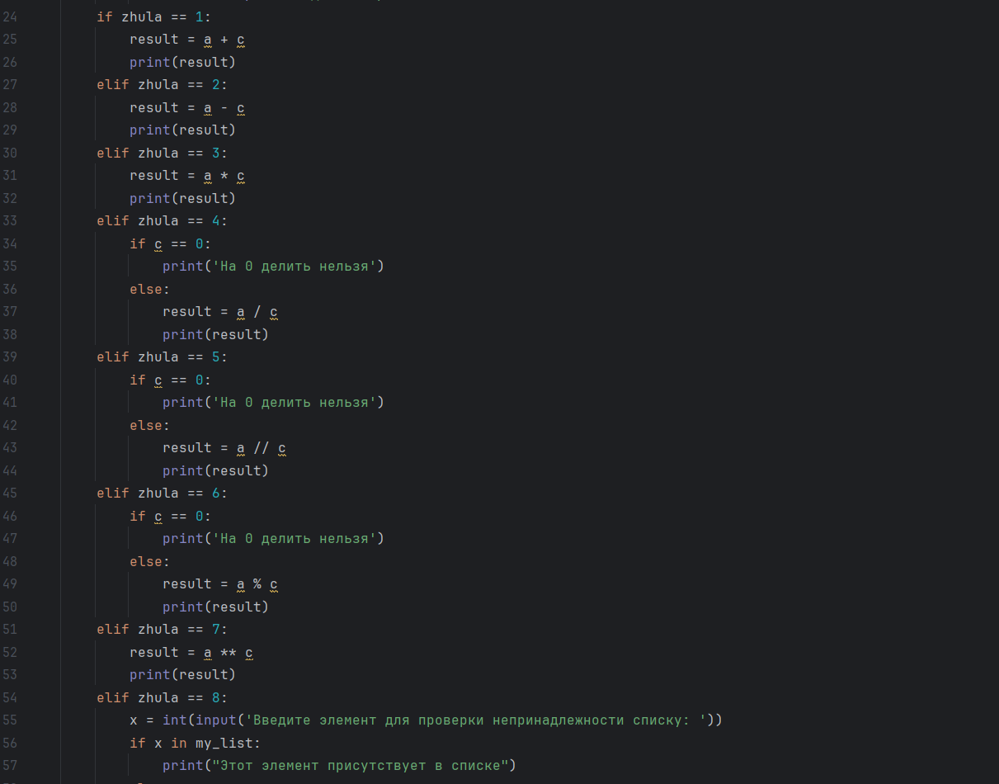 24 if zhula == 1:
25 result = a + c
26 print(result)
27 elif zhula == 2:
28 result = a - c
29 print(result)
30 elif zhula == 3:
31 result = a * c
32 print(result)
33 elif zhula == 4:
34 if c == 0:
35 print('На 0 делить нельзя')
36 else:
37 result = a / c
38 print(result)
39 elif zhula == 5:
40 if c == 0:
41 print('На 0 делить нельзя')
42 else:
43 result = a // c
44 print(result)
45 elif zhula == 6:
46 if c == 0:
47 print('На 0 делить нельзя')
48 else:
49 result = a % c
50 print(result)
51 elif zhula == 7:
52 result = a ** c
53 print(result)
54 elif zhula == 8:
55 x = int(input('Введите элемент для проверки непринадлежности списку: '))
56 if x in my_list:
57 print("Этот элемент присутствует в списке")